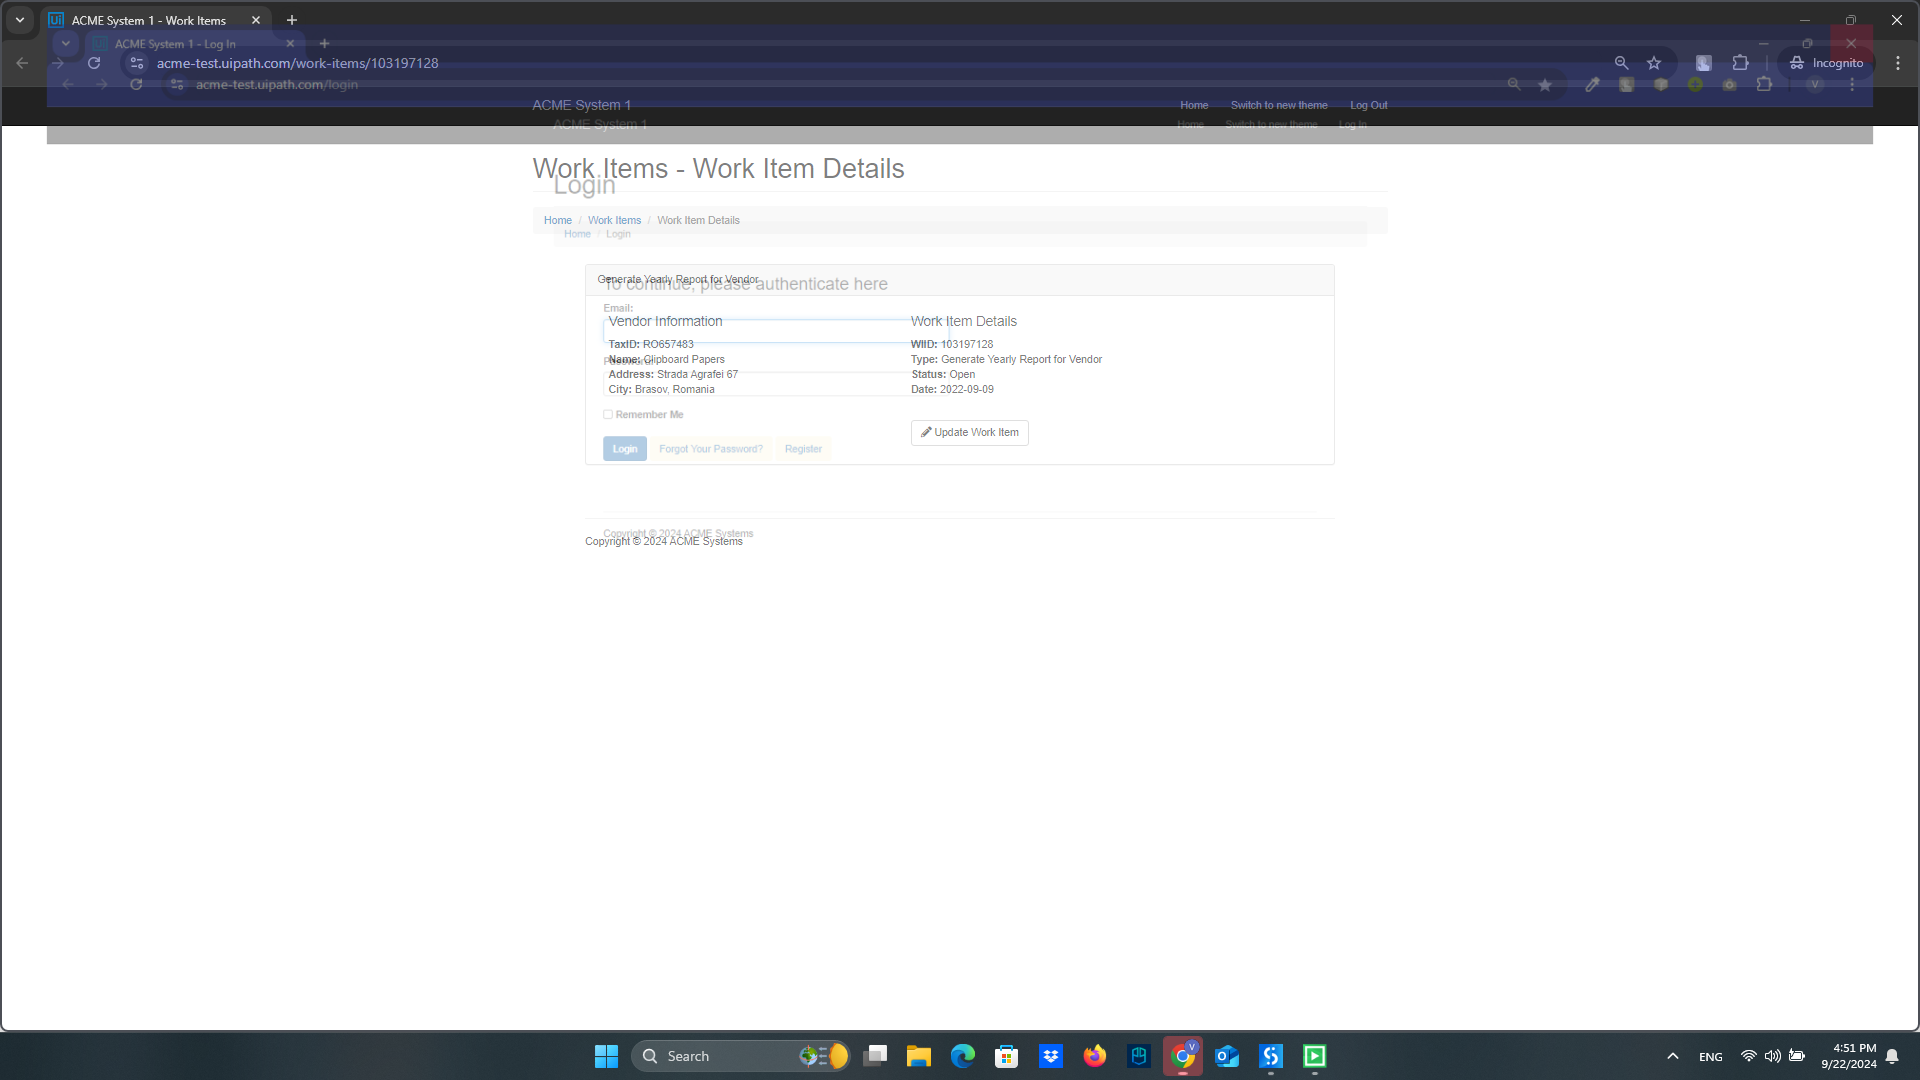 ACME System 1 - Work Items
ACME System 1 - Log In
acme-test.uipath.com/work-items/103197128
Incognito
acme-test.uipath.com/login
V
ACME System 1
Home
Switch to new theme
Log Out
ACME System 1
Home
Switch to new theme
Log In
Work Items - Work Item Details
Login
Home / Work Items / Work Item Details
Home / Login
Generate Yearly Report for Vendor
To continue, please authenticate here
Email:
Vendor Information
Work Item Details
TaxID: RO657483
WIID: 103197128
Name: Clipboard Papers
Type: Generate Yearly Report for Vendor
Password:
Address: Strada Agrafei 67
Status: Open
City: Brasov, Romania
Date: 2022-09-09
Remember Me
Update Work Item
Login
Forgot Your Password?
Register
Copyright © 2024 ACME Systems
Copyright © 2024 ACME Systems
Search
V
ENG
4:51 PM
9/22/2024